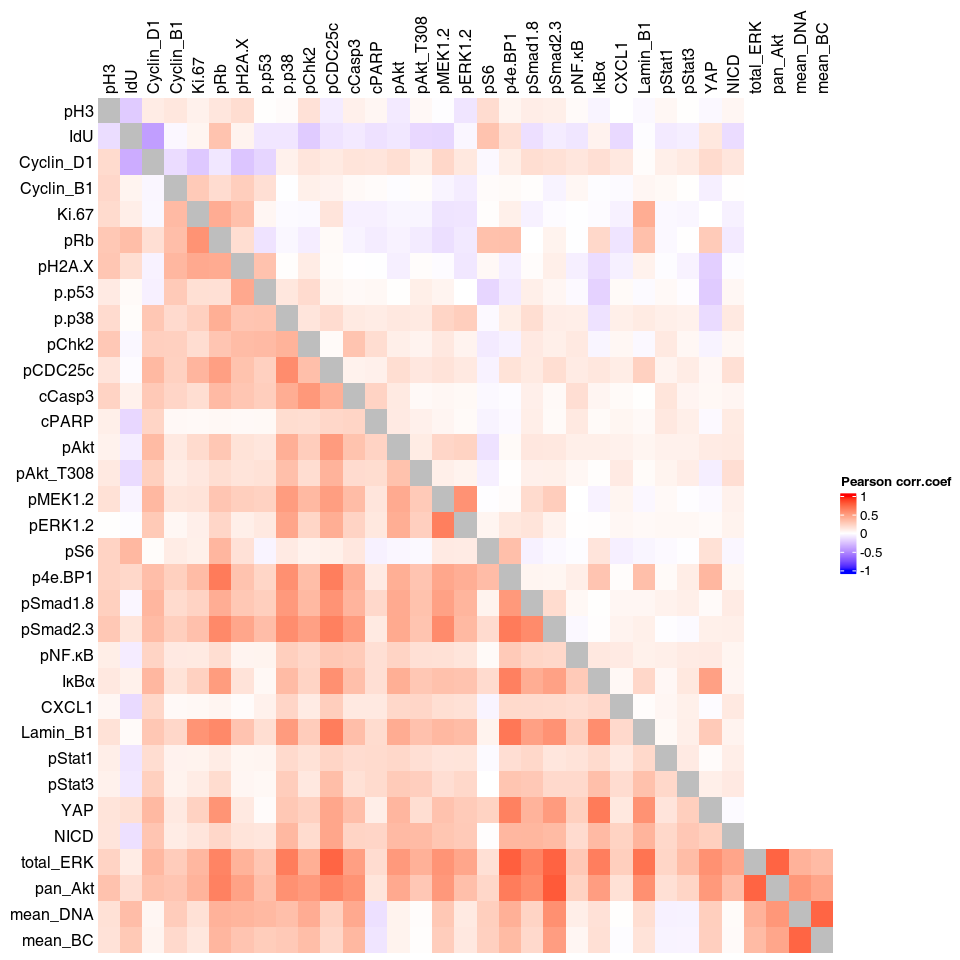 pH3
IdU
Cyclin_D1
Cyclin_B1
Ki.67
pRb
pH2A.X
p.p53
p.p38
pChk2
pCDC25c
cCasp3
cPARP
pAkt
pAkt_T308
pMEK1.2
pERK1.2
pS6
p4e.BP1
pSmad1.8
pSmad2.3
pNF.κB
IκBα
CXCL1
Lamin_B1
pStat1
pStat3
YAP
NICD
total_ERK
pan_Akt
mean_DNA
mean_BC
pH3
IdU
Cyclin_D1
Cyclin_B1
Ki.67
pRb
pH2A.X
p.p53
p.p38
pChk2
pCDC25c
cCasp3
cPARP
pAkt
pAkt_T308
pMEK1.2
pERK1.2
pS6
p4e.BP1
pSmad1.8
pSmad2.3
pNF.κB
IκBα
CXCL1
Lamin_B1
pStat1
pStat3
YAP
NICD
total_ERK
pan_Akt
mean_DNA
mean_BC
Pearson corr.coef
1
0.5
0
-0.5
-1